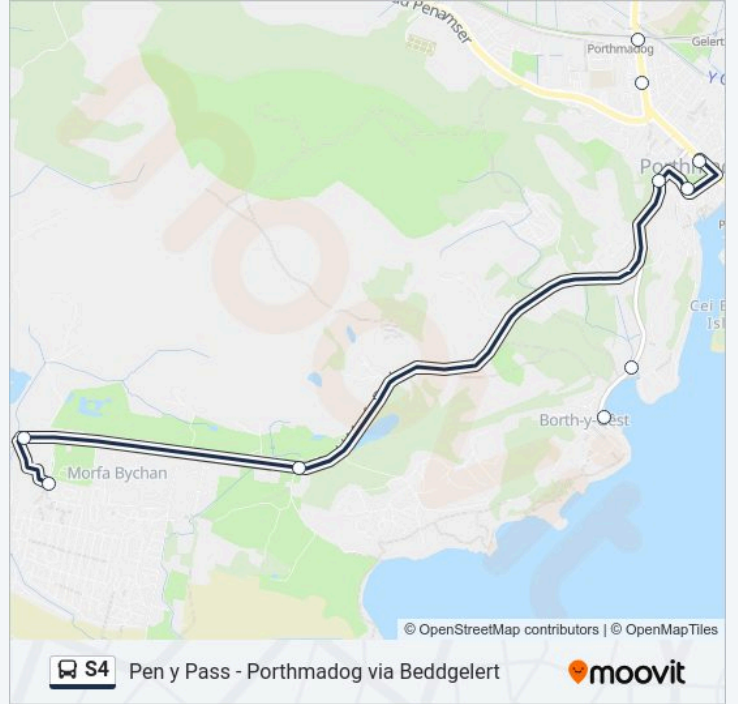 Penamser
Porthmadog
Gelert
Porthm
Cei B
Isl
Borth-y-Gest
Morfa Bychan
© OpenStreetMap contributors | © OpenMapTiles
S4 Pen y Pass - Porthmadog via Beddgelert
moovit